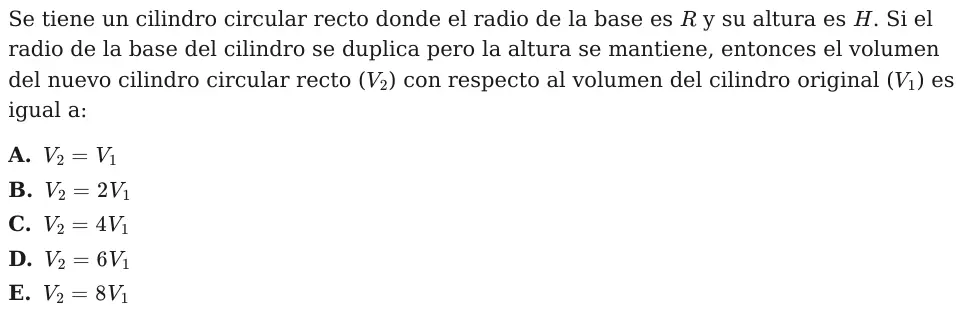 Se tiene un cilindro circular recto donde el radio de la base es R y su altura es H. Si el
radio de la base del cilindro se duplica pero la altura se mantiene, entonces el volumen
del nuevo cilindro circular recto (V₂) con respecto al volumen del cilindro original (V₁) es
igual a:
A. V₂ = V₁
B. V₂ = 2V₁
C. V₂ = 4V₁
D. V₂ = 6V₁
E. V₂ = 8V₁